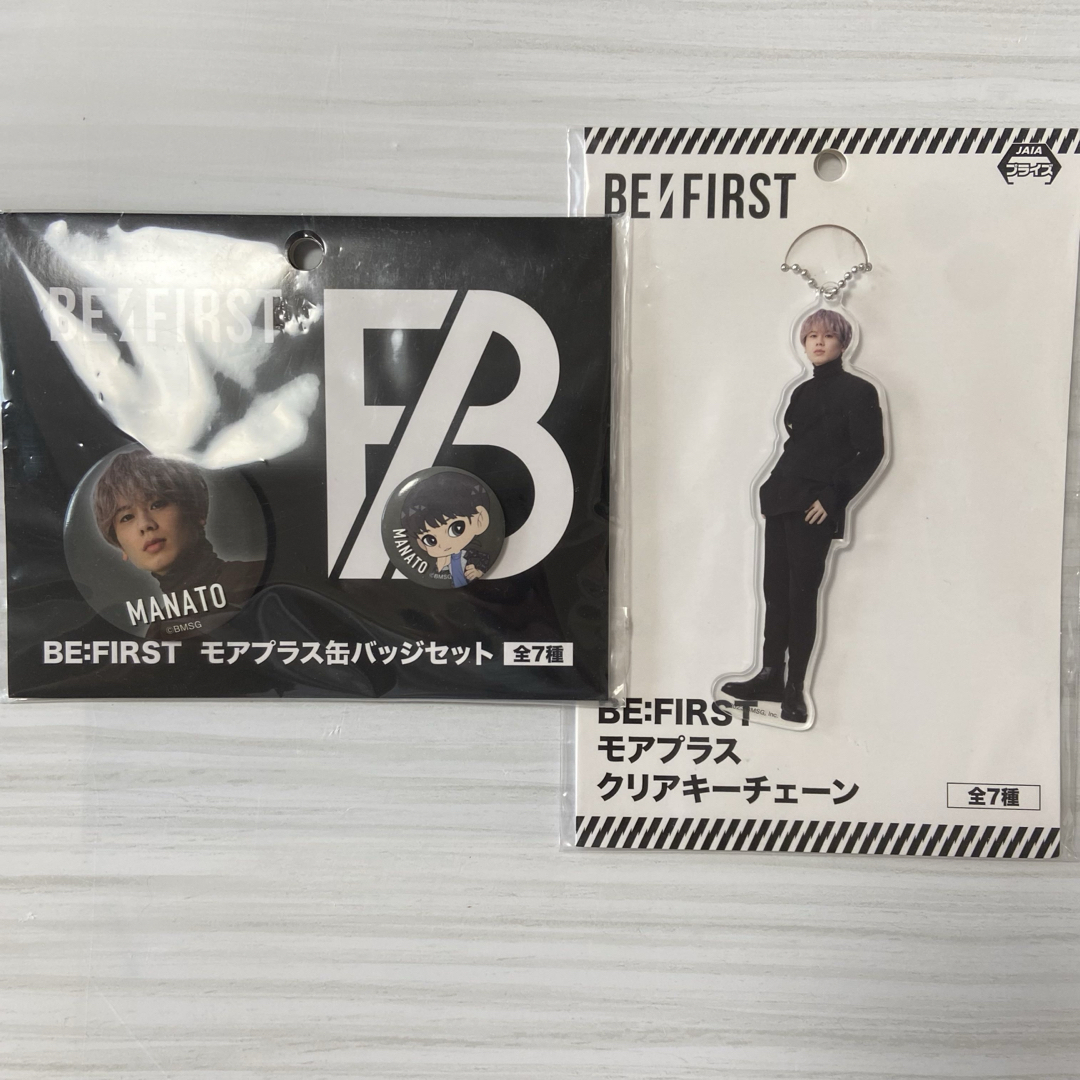 BE:FIRST
MANATO
©BMSG
MANATO
©BMSG
BE:FIRST モアプラス缶バッジセット 全7種
JAIA
プライズ
BE:FIRST
BMSG, Inc.
BE:FIRST
モアプラス
クリアキーチェーン
全7種